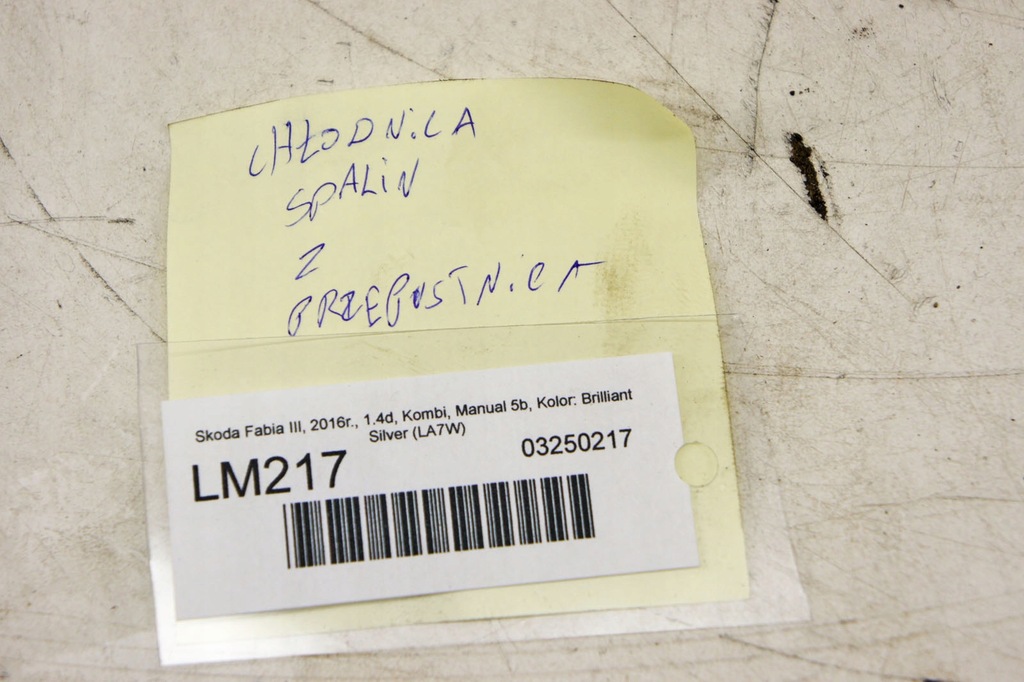 CHŁODNiCA
SPALiN
Z
PRZEPUSTNiCA
Skoda Fabia III, 2016r., 1.4d, Kombi, Manual 5b, Kolor: Brilliant
Silver (LA7W)
LM217
03250217